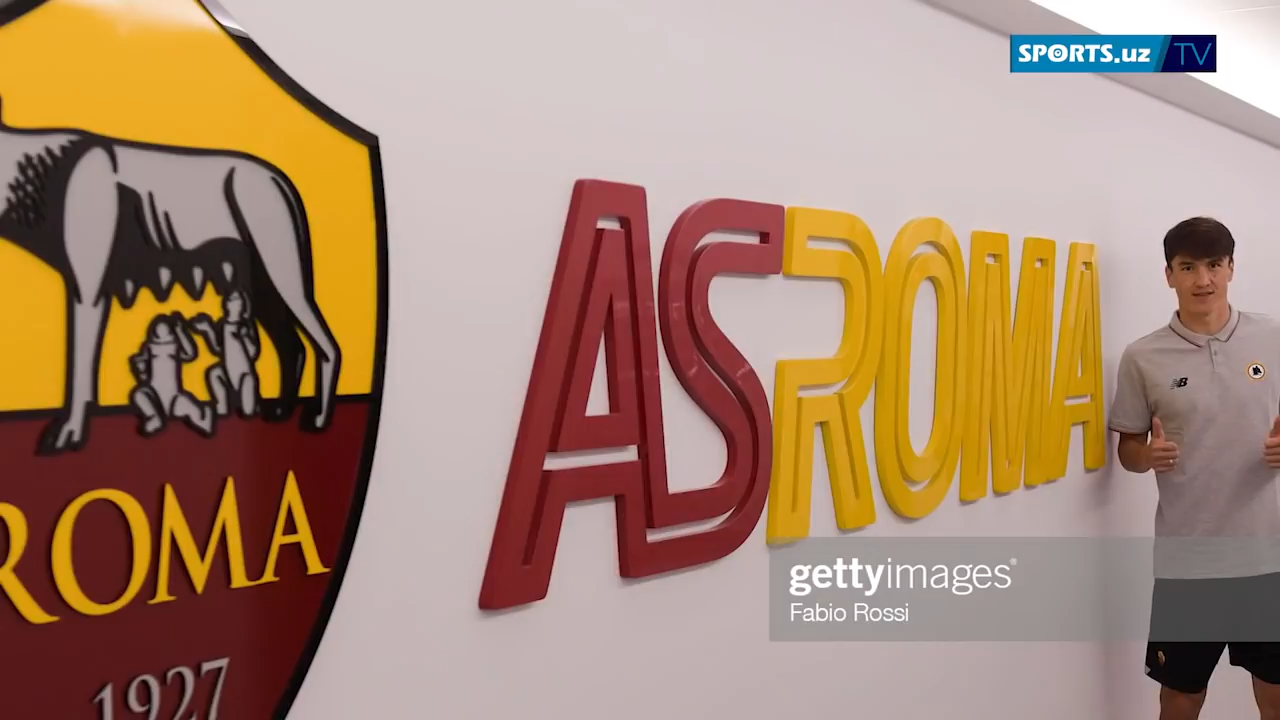 SPORTS.uz TV
ASROMA
ROMA
1927
gettyimages®
Fabio Rossi